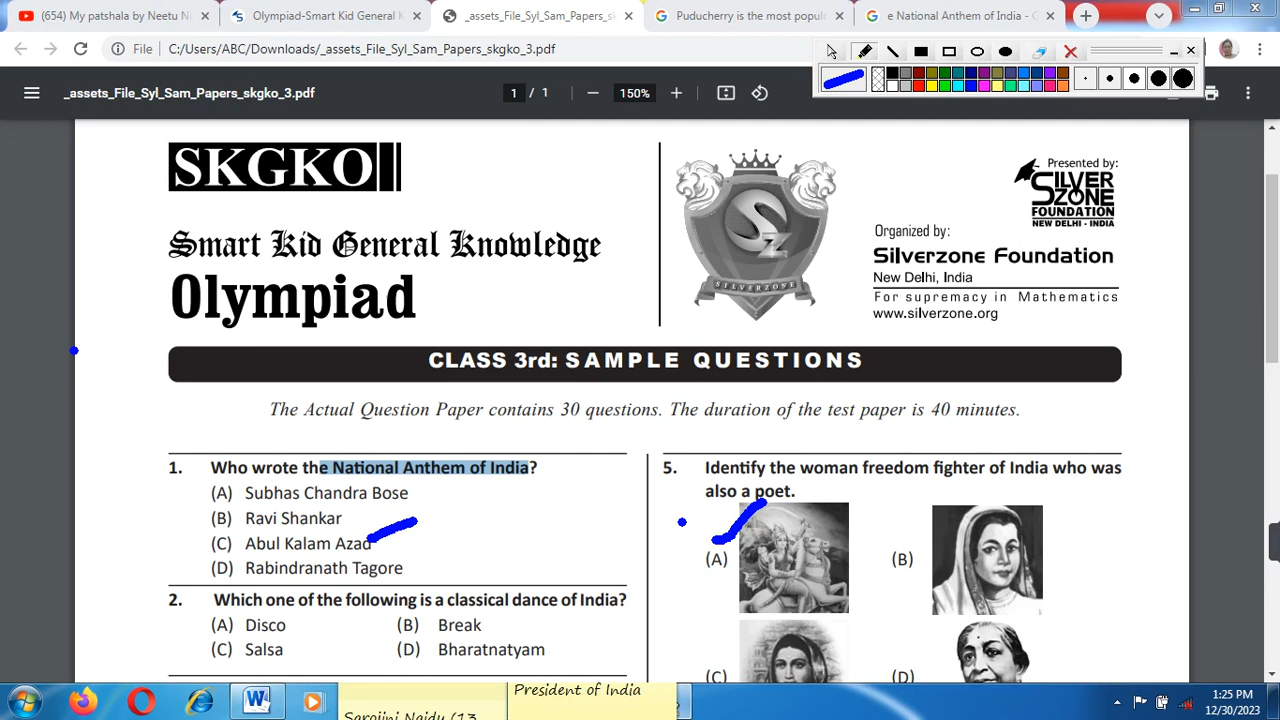 (654) My patshala by Neetu N
Olympiad-Smart Kid General K
_assets_File_Syl_Sam_Papers_sk
Puducherry is the most popul
e National Anthem of India - G
File
C:/Users/ABC/Downloads/_assets_File_Syl_Sam_Papers_skgko_3.pdf
_assets_File_Syl_Sam_Papers_skgko_3.pdf
1 / 1
150%
SKGKO
Smart Kid General Knowledge
Olympiad
SZ
SILVERZONE
Presented by:
SILVER
ZONE
FOUNDATION
NEW DELHI - INDIA
Organized by:
Silverzone Foundation
New Delhi, India
For supremacy in Mathematics
www.silverzone.org
CLASS 3rd: SAMPLE QUESTIONS
The Actual Question Paper contains 30 questions. The duration of the test paper is 40 minutes.
1. Who wrote the National Anthem of India?
(A) Subhas Chandra Bose
(B) Ravi Shankar
(C) Abul Kalam Azad
(D) Rabindranath Tagore
2. Which one of the following is a classical dance of India?
(A) Disco (B) Break
(C) Salsa (D) Bharatnatyam
5. Identify the woman freedom fighter of India who was
also a poet.
(A) (B)
(C) (D)
President of India
Sarojini Naidu (13
1:25 PM
12/30/2023